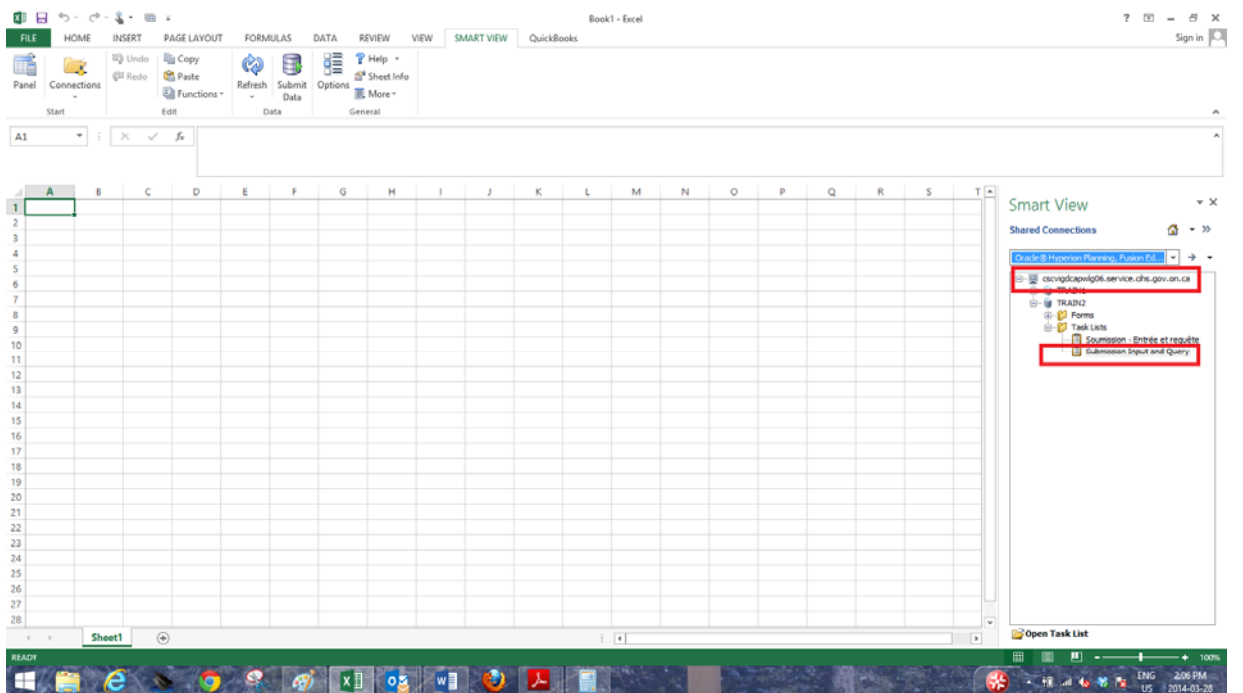 Book1 - Excel
FILE HOME INSERT PAGE LAYOUT FORMULAS DATA REVIEW VIEW SMART VIEW QuickBooks Sign in
Undo Copy Help
Redo Paste Sheet Info
Panel Connections Functions Refresh Submit Data Options More
Start Edit Data General
A1 fx
A B C D E F G H I J K L M N O P Q R S T
1
2
3
4
5
6
7
8
9
10
11
12
13
14
15
16
17
18
19
20
21
22
23
24
25
26
27
28
Smart View
Shared Connections
Oracle® Hyperion Planning, Fusion Ed...
cscvigdcapwlg06.service.cihs.gov.on.ca
TRAIN1
TRAIN2
Forms
Task Lists
Soumission - Entrée et requête
Submission Input and Query
Open Task List
Sheet1
READY 100%
ENG 2:06 PM
US 2014-03-28